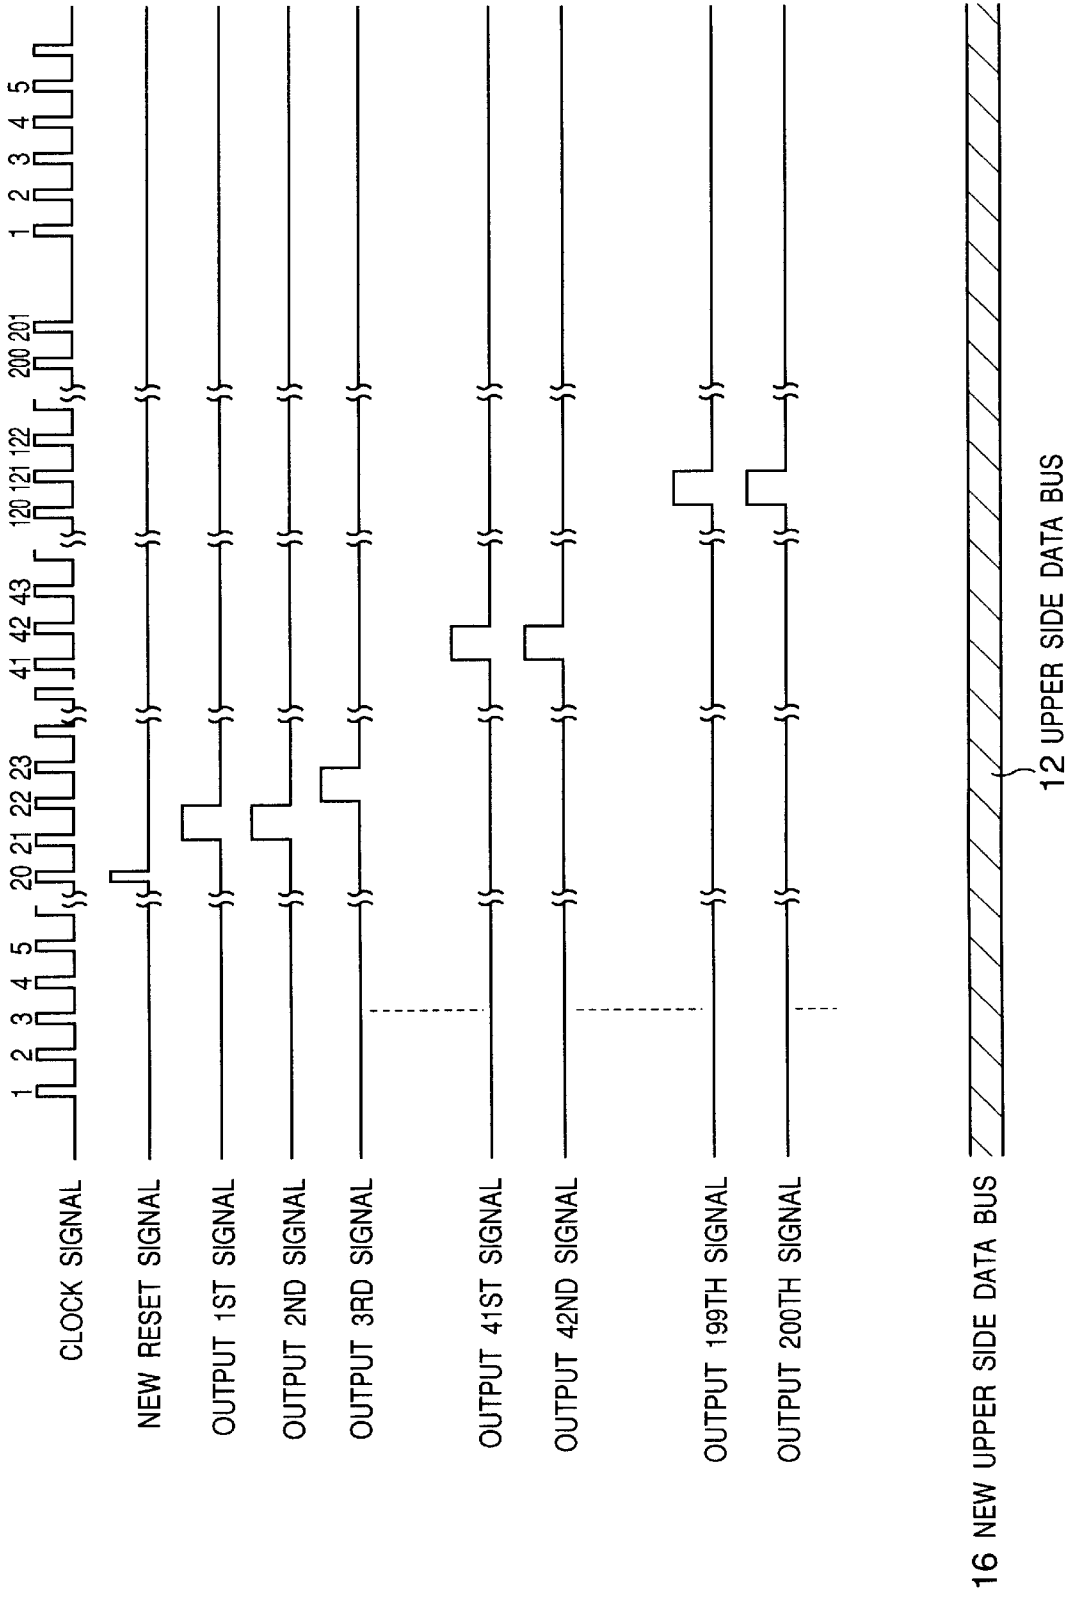 1 2 3 4 5 20 21 22 23 41 42 43 120 121 122 200 201 1 2 3 4 5
CLOCK SIGNAL
NEW RESET SIGNAL
OUTPUT 1ST SIGNAL
OUTPUT 2ND SIGNAL
OUTPUT 3RD SIGNAL
OUTPUT 41ST SIGNAL
OUTPUT 42ND SIGNAL
OUTPUT 199TH SIGNAL
OUTPUT 200TH SIGNAL
16 NEW UPPER SIDE DATA BUS
12 UPPER SIDE DATA BUS